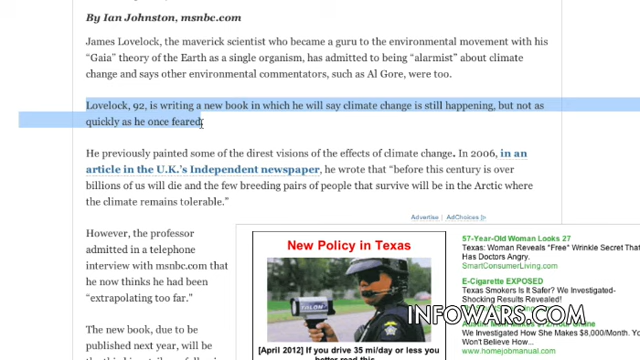 By Ian Johnston, msnbc.com
James Lovelock, the maverick scientist who became a guru to the environmental movement with his
“Gaia” theory of the Earth as a single organism, has admitted to being “alarmist” about climate
change and says other environmental commentators, such as Al Gore, were too.
Lovelock, 92, is writing a new book in which he will say climate change is still happening, but not as
quickly as he once feared.
He previously painted some of the direst visions of the effects of climate change. In 2006, in an
article in the U.K.’s Independent newspaper, he wrote that “before this century is over
billions of us will die and the few breeding pairs of people that survive will be in the Arctic where
the climate remains tolerable.”
However, the professor
admitted in a telephone
interview with msnbc.com that
he now thinks he had been
“extrapolating too far.”
The new book, due to be
published next year, will be
Advertise | AdChoices
New Policy in Texas
[April 2012] If you drive 35 mi/day or less you
57-Year-Old Woman Looks 27
Texas: Woman Reveals "Free" Wrinkle Secret That
Has Doctors Angry.
SmartConsumerLiving.com
E-Cigarette EXPOSED
Texas Smokers Is It Safer? We Investigated-
Shocking Results Revealed!
INFOWARS.COM
We Investigated How She Makes $8,000/Month. You
Won't Believe How...
www.homejobmanual.com